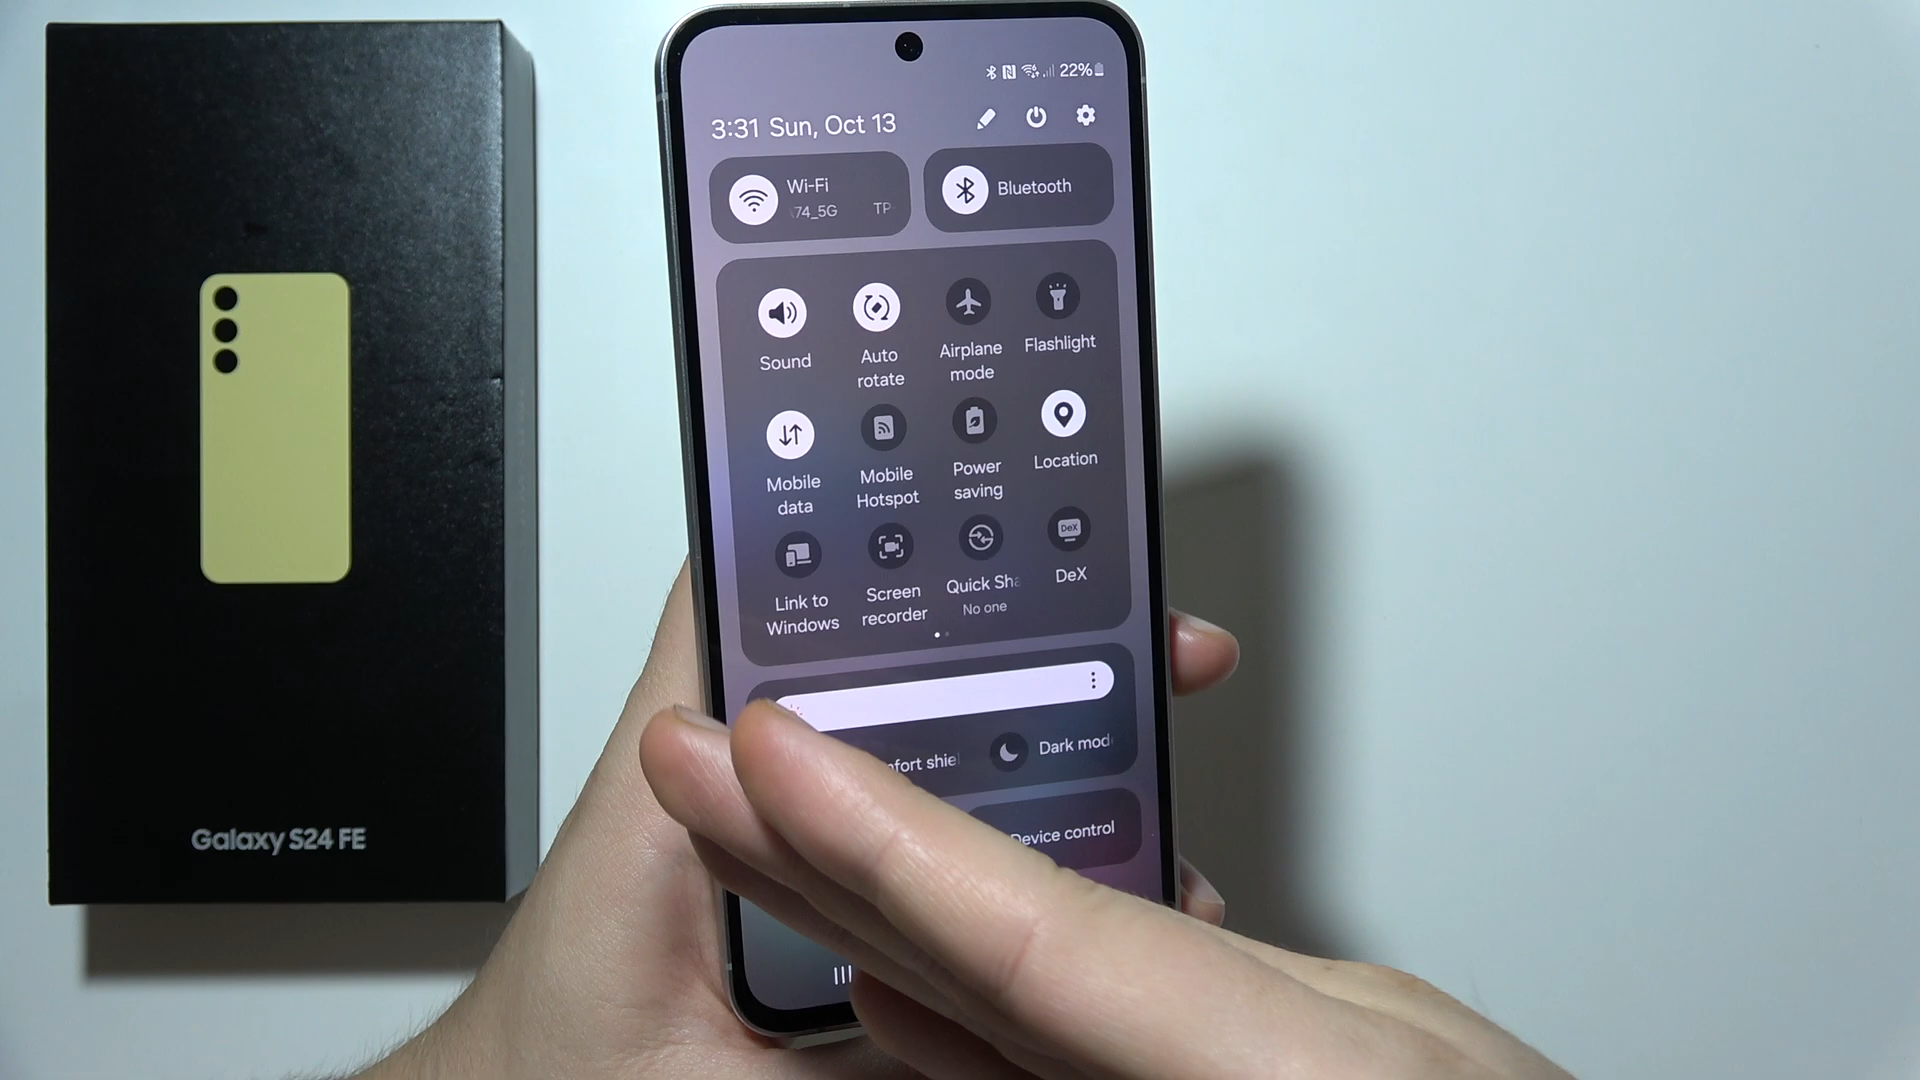 22%
3:31 Sun, Oct 13
Wi-Fi
74_5G TP
Bluetooth
Sound
Auto
rotate
Airplane
mode
Flashlight
Mobile
data
Mobile
Hotspot
Power
saving
Location
Link to
Windows
Screen
recorder
Quick Sha
No one
DeX
DeX
mfort shiel
Dark mod
Device control
Galaxy S24 FE